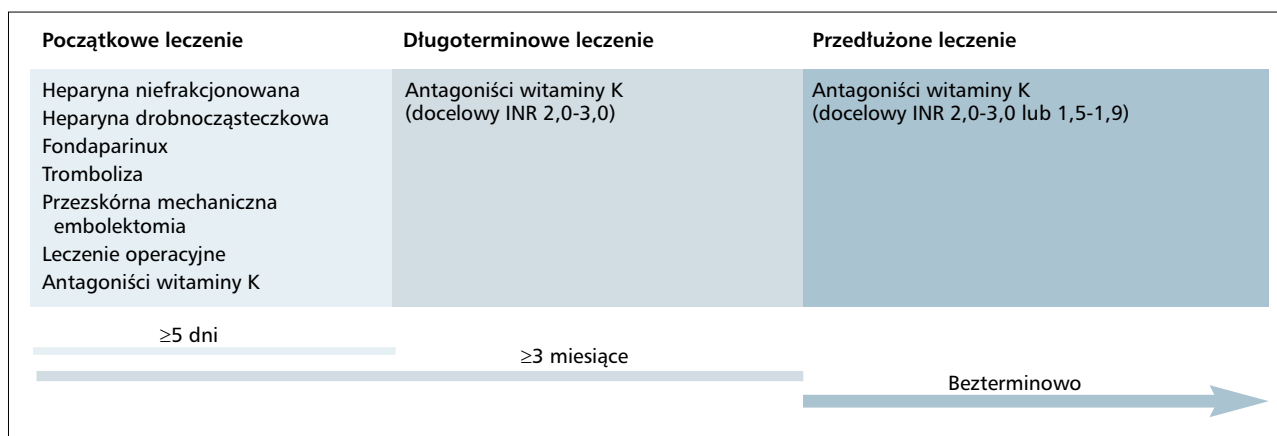 Początkowe leczenie
Heparyna niefrakcjonowana
Heparyna drobnocząsteczkowa
Fondaparinux
Tromboliza
Przezskórna mechaniczna
embolektomia
Leczenie operacyjne
Antagoniści witaminy K
Długoterminowe leczenie
Antagoniści witaminy K
(docelowy INR 2,0-3,0)
Przedłużone leczenie
Antagoniści witaminy K
(docelowy INR 2,0-3,0 lub 1,5-1,9)
≥5 dni
≥3 miesiące
Bezterminowo